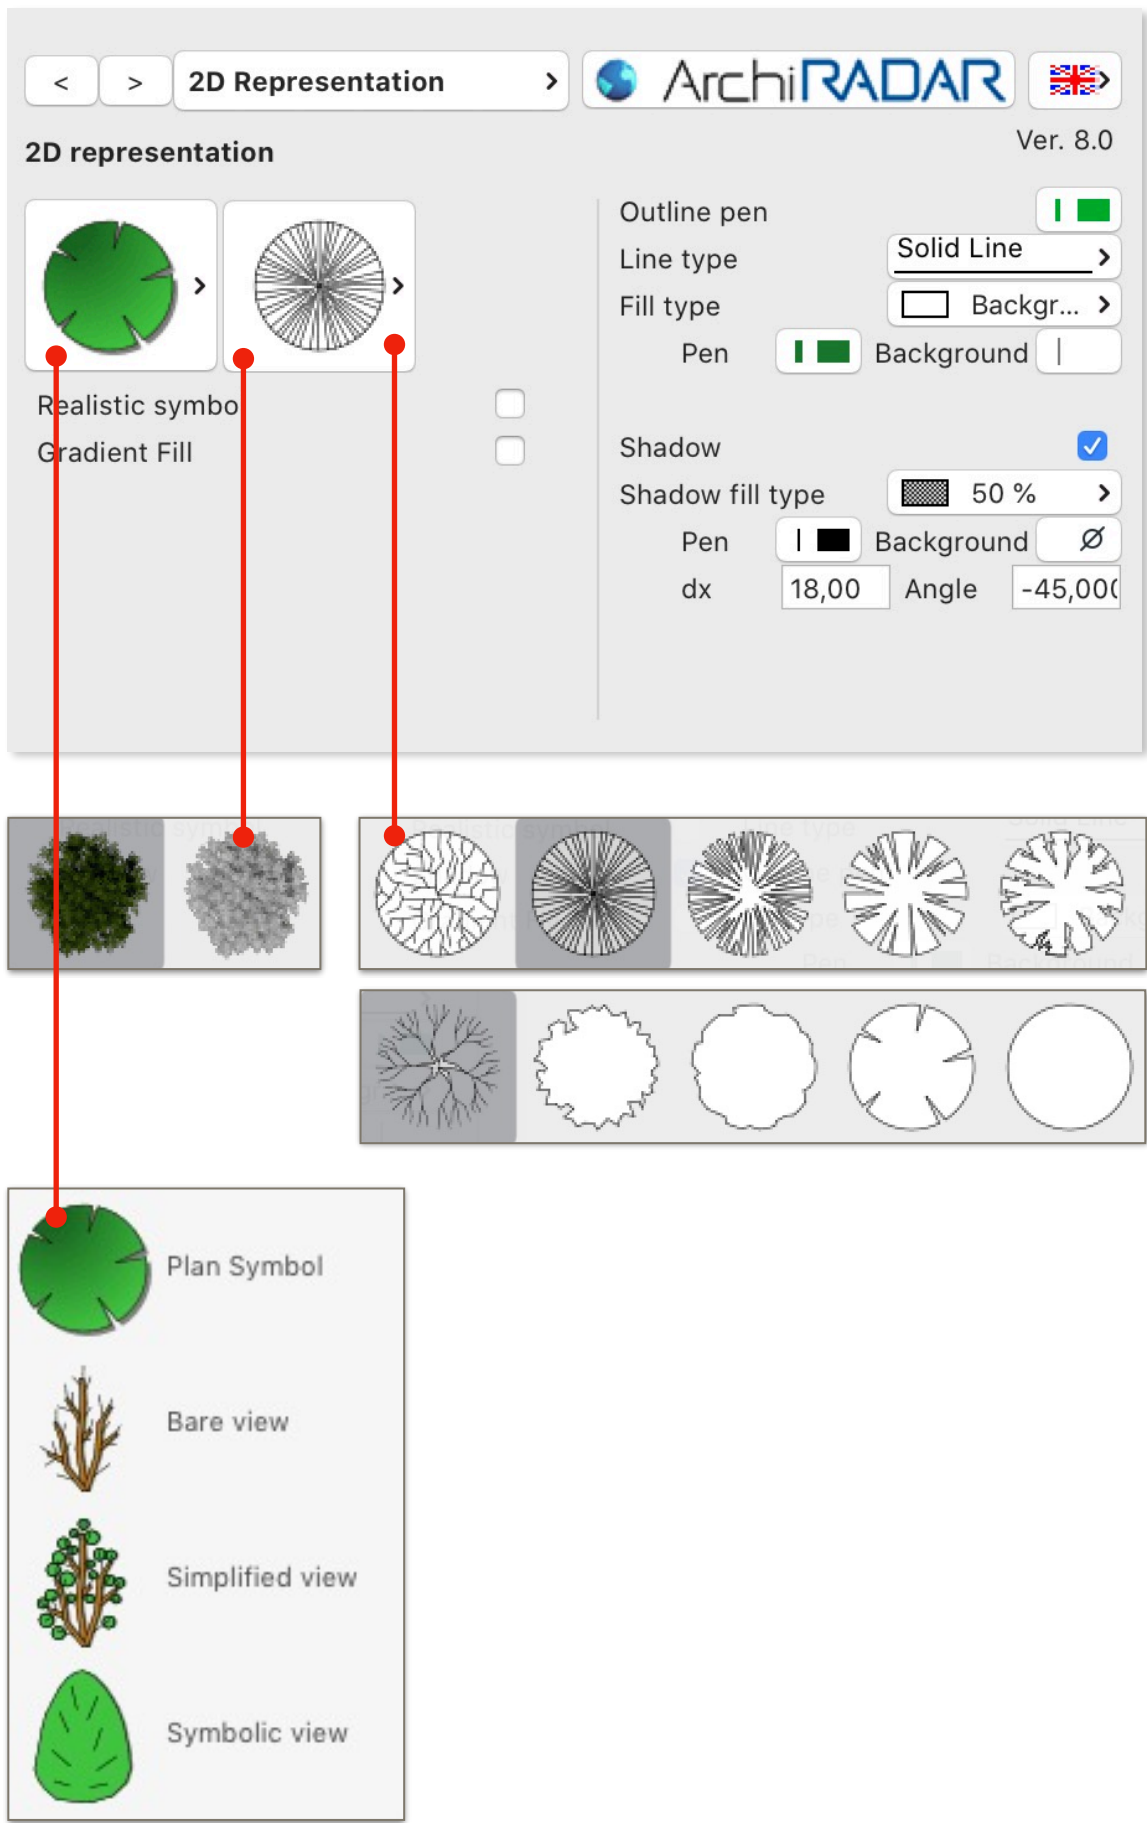 < > 2D Representation > ArchiRADAR >
Ver. 8.0
2D representation
Outline pen
Line type Solid Line >
Fill type Backgr... >
Pen Background
Realistic symbo
Gradient Fill
Shadow
Shadow fill type 50 % >
Pen Background
dx 18,00 Angle -45,000
Plan Symbol
Bare view
Simplified view
Symbolic view